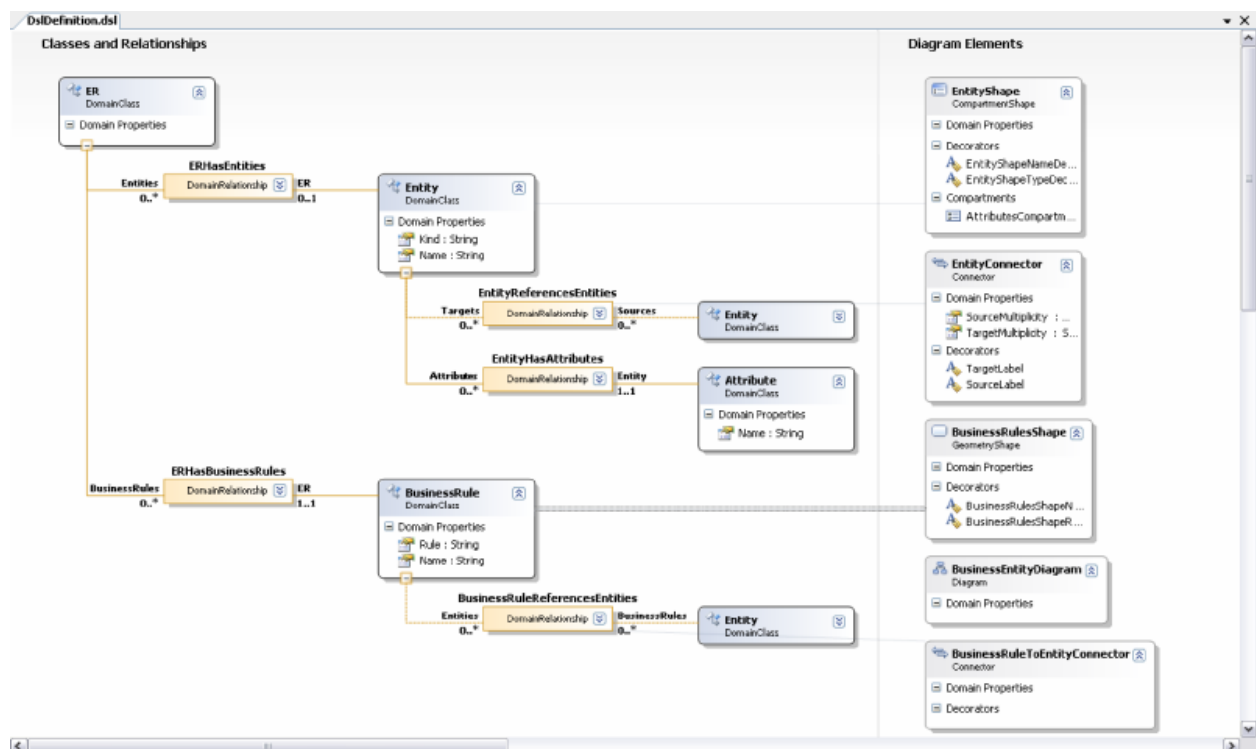 DslDefinition.dsl
Classes and Relationships
Diagram Elements
ER
DomainClass
Domain Properties
ERHasEntities
Entities
0..*
DomainRelationship
ER
0..1
Entity
DomainClass
Domain Properties
Kind : String
Name : String
EntityReferencesEntities
Targets
0..*
DomainRelationship
Sources
0..*
Entity
DomainClass
EntityHasAttributes
Attributes
0..*
DomainRelationship
Entity
1..1
Attribute
DomainClass
Domain Properties
Name : String
ERHasBusinessRules
BusinessRules
0..*
DomainRelationship
ER
1..1
BusinessRule
DomainClass
Domain Properties
Rule : String
Name : String
BusinessRuleReferencesEntities
Entities
0..*
DomainRelationship
BusinessRules
0..*
Entity
DomainClass
EntityShape
CompartmentShape
Domain Properties
Decorators
EntityShapeNameDe...
EntityShapeTypeDec...
Compartments
AttributesCompartm...
EntityConnector
Connector
Domain Properties
SourceMultiplicity : ...
TargetMultiplicity : S...
Decorators
TargetLabel
SourceLabel
BusinessRulesShape
GeometryShape
Domain Properties
Decorators
BusinessRulesShapeN...
BusinessRulesShapeR...
BusinessEntityDiagram
Diagram
Domain Properties
BusinessRuleToEntityConnector
Connector
Domain Properties
Decorators